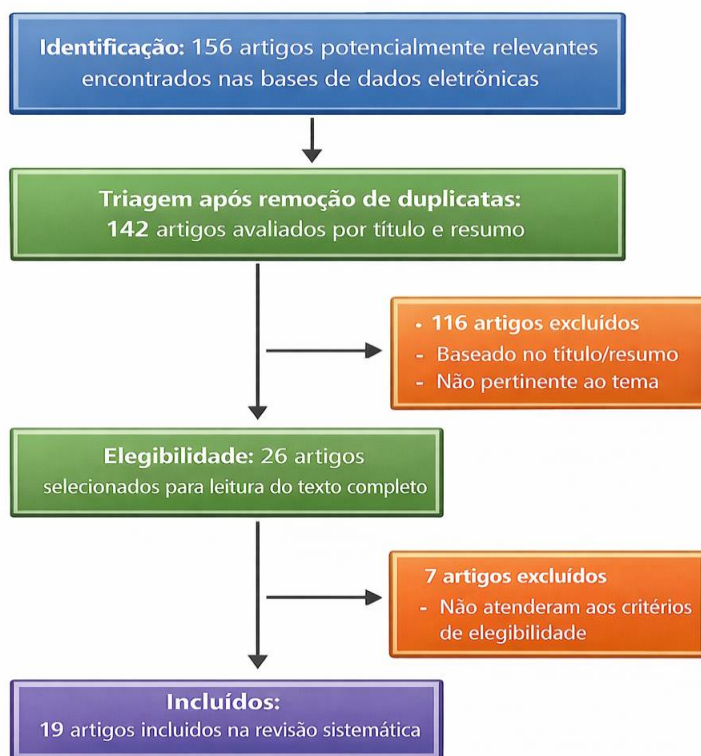 Identificação: 156 artigos potencialmente relevantes
encontrados nas bases de dados eletrônicas
Triagem após remoção de duplicatas:
142 artigos avaliados por título e resumo
• 116 artigos excluídos
- Baseado no título/resumo
- Não pertinente ao tema
Elegibilidade: 26 artigos
selecionados para leitura do texto completo
7 artigos excluídos
- Não atenderam aos critérios
de elegibilidade
Incluídos:
19 artigos incluidos na revisão sistemática